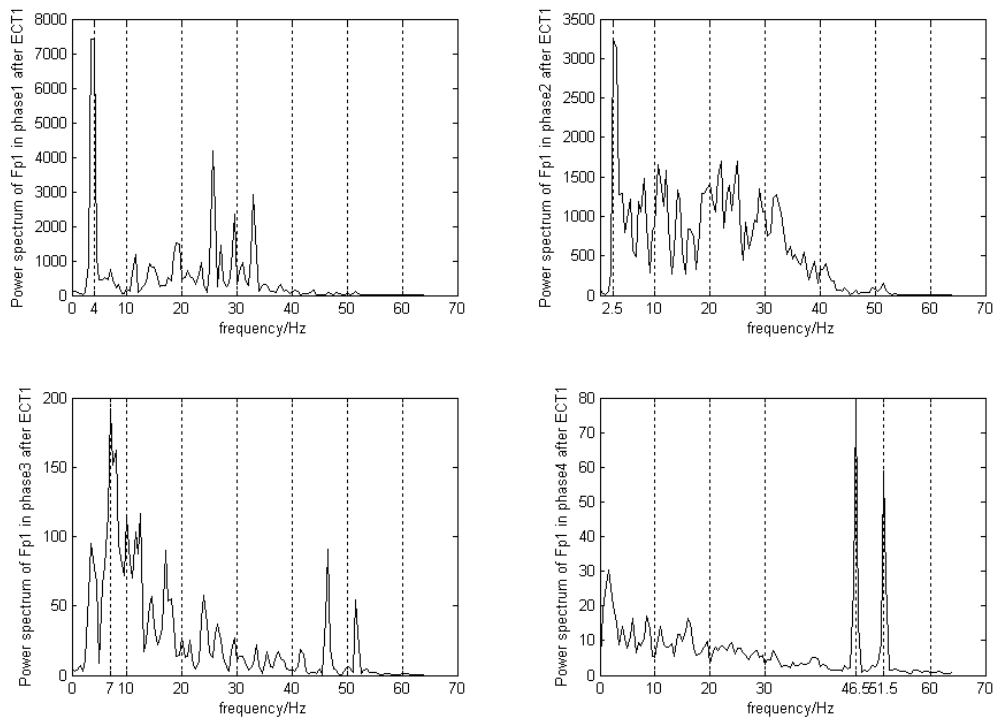 Power spectrum of Fp1 in phase1 after ECT1
8000
7000
6000
5000
4000
3000
2000
1000
0
0 4 10 20 30 40 50 60 70
frequency/Hz
Power spectrum of Fp1 in phase2 after ECT1
3500
3000
2500
2000
1500
1000
500
0
2.5 10 20 30 40 50 60 70
frequency/Hz
Power spectrum of Fp1 in phase3 after ECT1
200
150
100
50
0
0 7 10 20 30 40 50 60 70
frequency/Hz
Power spectrum of Fp1 in phase4 after ECT1
80
70
60
50
40
30
20
10
0
0 10 20 30 46.5 51.5 60 70
frequency/Hz